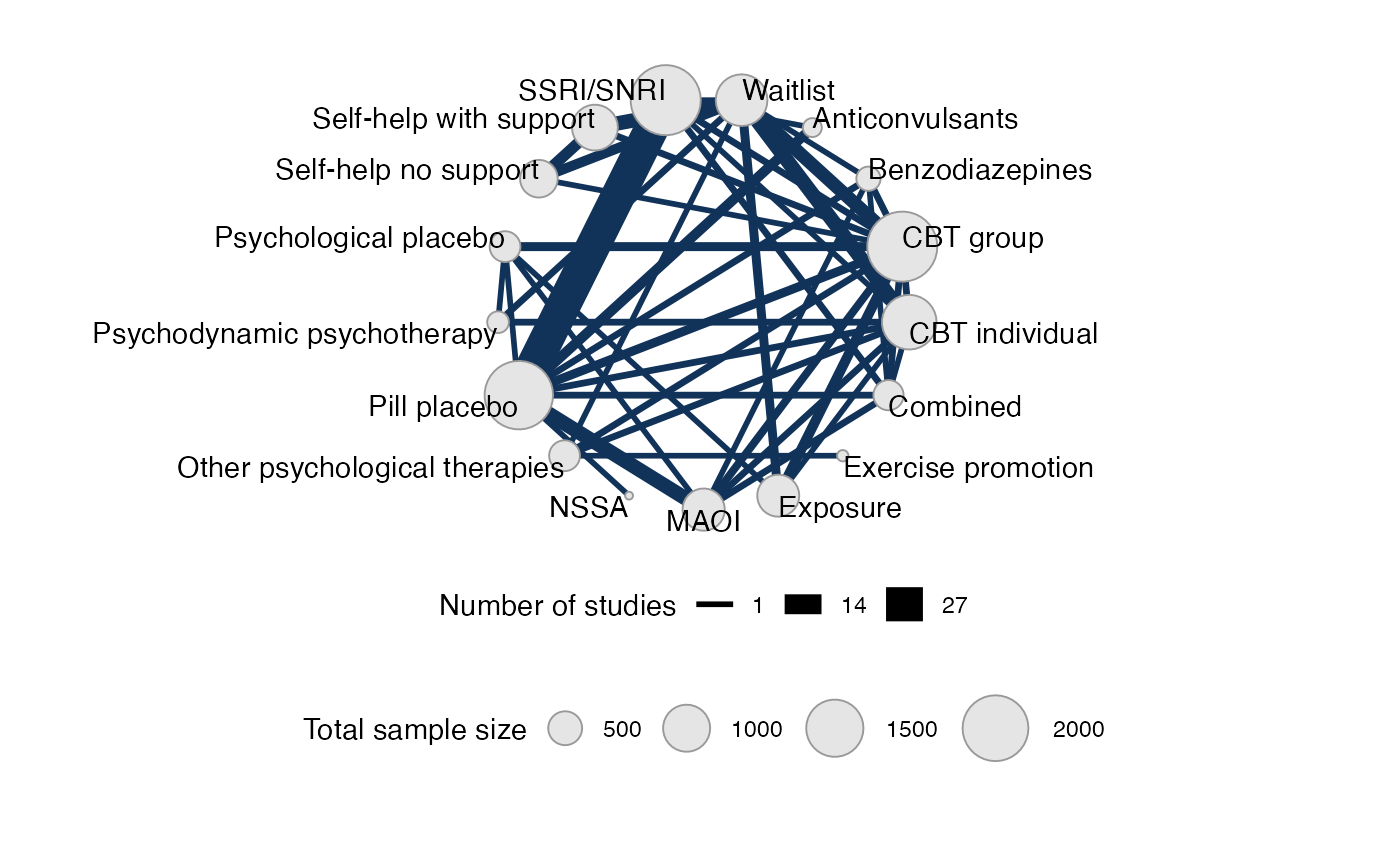 SSRI/SNRI
Waitlist
Self-help with support
Anticonvulsants
Self-help no support
Benzodiazepines
Psychological placebo
CBT group
Psychodynamic psychotherapy
CBT individual
Pill placebo
Combined
Other psychological therapies
Exercise promotion
NSSA
MAOI
Exposure
Number of studies 1 14 27
Total sample size 500 1000 1500 2000